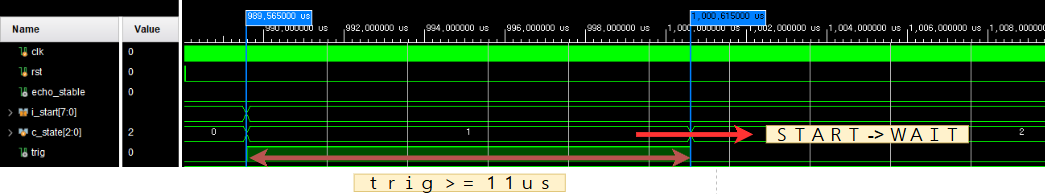 Name Value
989,565000 us 1,000,615000 us
990,000000 us 992,000000 us 994,000000 us 996,000000 us 998,000000 us 1,002,000000 us 1,004,000000 us 1,006,000000 us 1,008,000000 us
clk 0
rst 0
echo_stable 0
i_start[7:0]
c_state[2:0] 2 0 1 2
START->WAIT
trig 0
trig>=11us